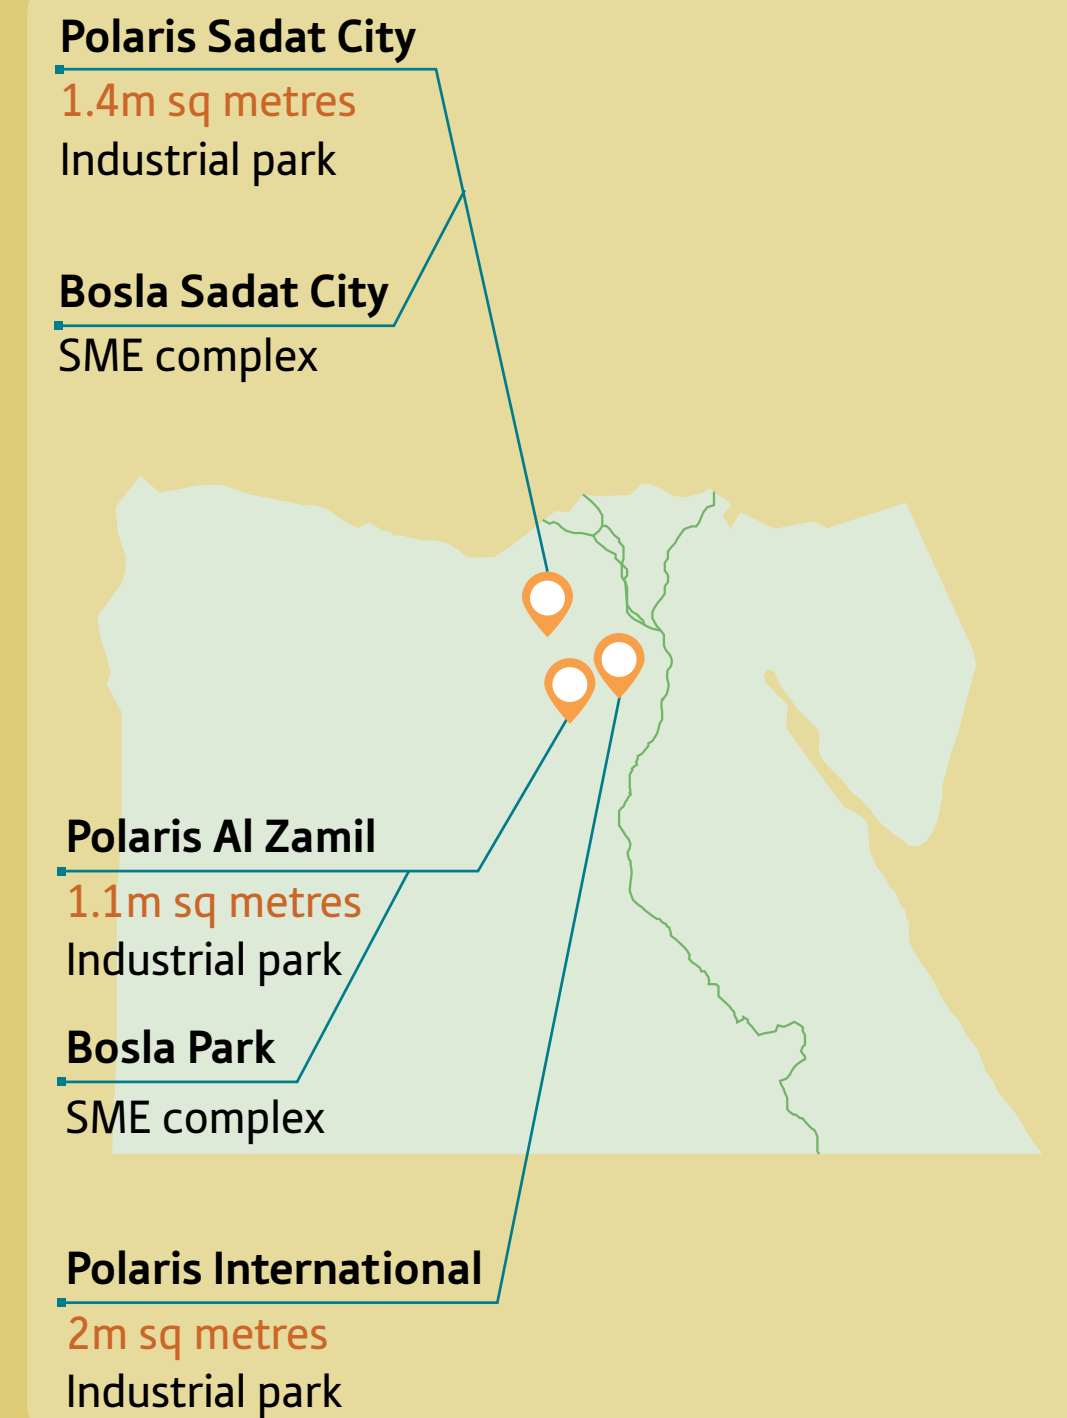 Polaris Sadat City
1.4m sq metres
Industrial park
Bosla Sadat City
SME complex
Polaris Al Zamil
1.1m sq metres
Industrial park
Bosla Park
SME complex
Polaris International
2m sq metres
Industrial park